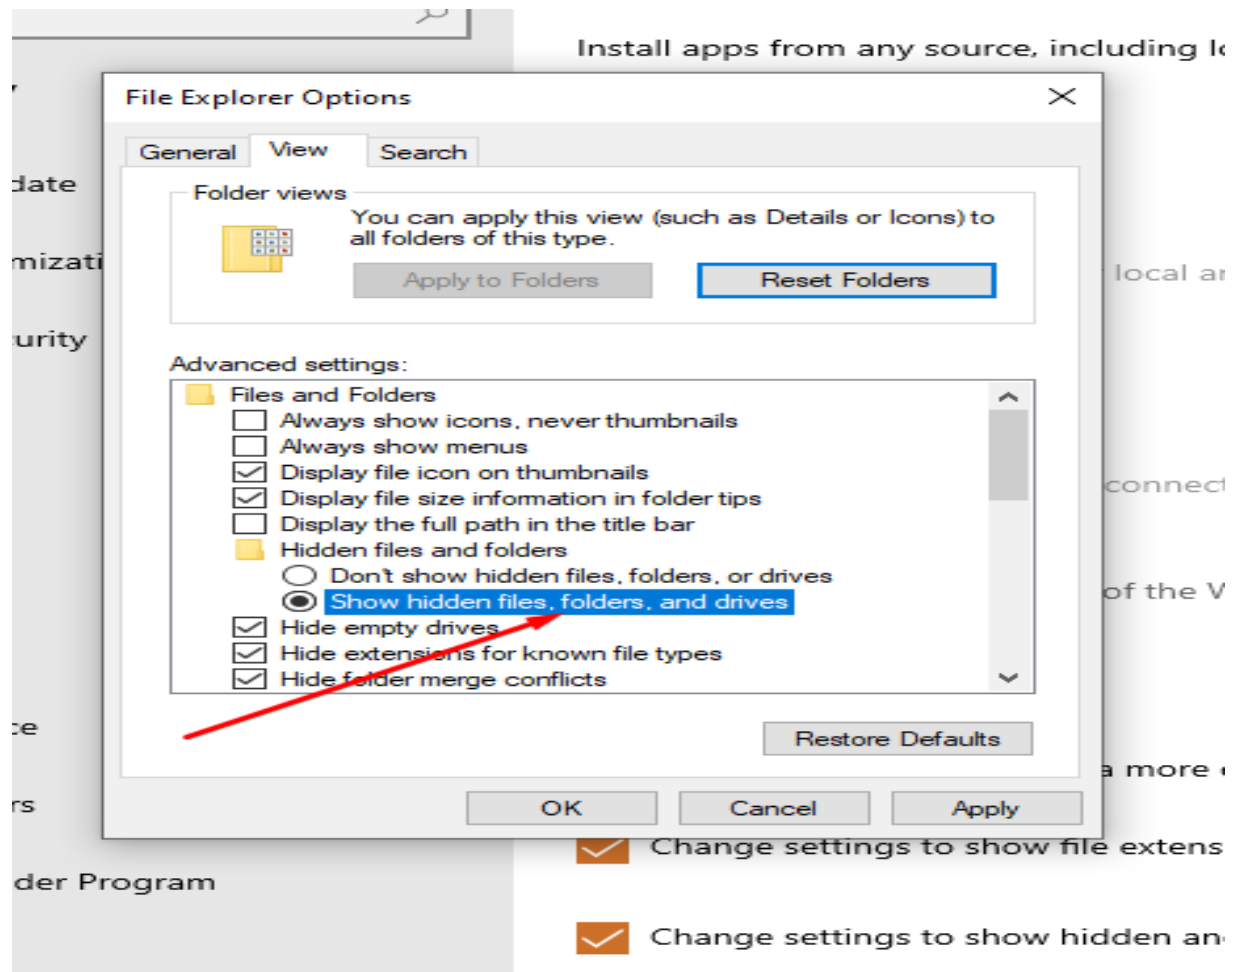 Install apps from any source, including
File Explorer Options
General View Search
date
Folder views
You can apply this view (such as Details or Icons) to
all folders of this type.
mizati
Apply to Folders Reset Folders
local
urity
Advanced settings:
Files and Folders
Always show icons, never thumbnails
Always show menus
Display file icon on thumbnails
connect
Display file size information in folder tips
Display the full path in the title bar
Hidden files and folders
Don't show hidden files, folders, or drives
of the
Show hidden files, folders, and drives
Hide empty drives
Hide extensions for known file types
Hide folder merge conflicts
Restore Defaults
a more
rs
OK Cancel Apply
Change settings to show file extens
der Program
Change settings to show hidden an